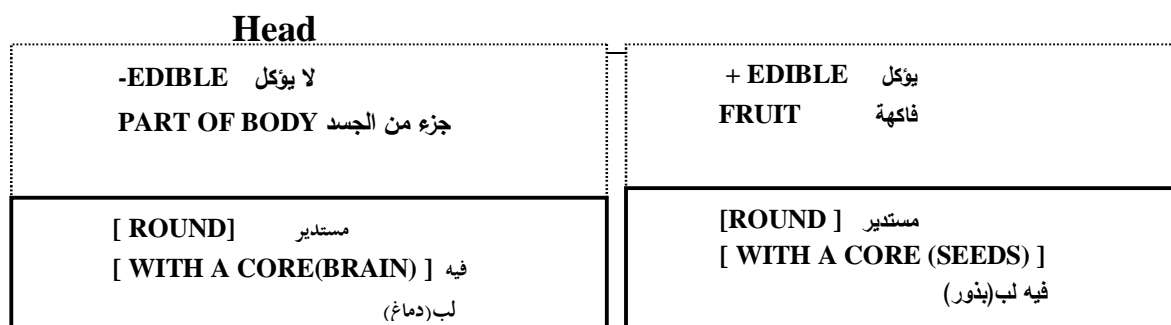 Head
-EDIBLE لا يؤكل
PART OF BODY جزء من الجسد
[ ROUND] مستدير
[ WITH A CORE(BRAIN) ] فيه
لب(دماغ)
+ EDIBLE يؤكل
FRUIT فاكهة
[ROUND ] مستدير
[ WITH A CORE (SEEDS) ]
فيه لب(بذور)